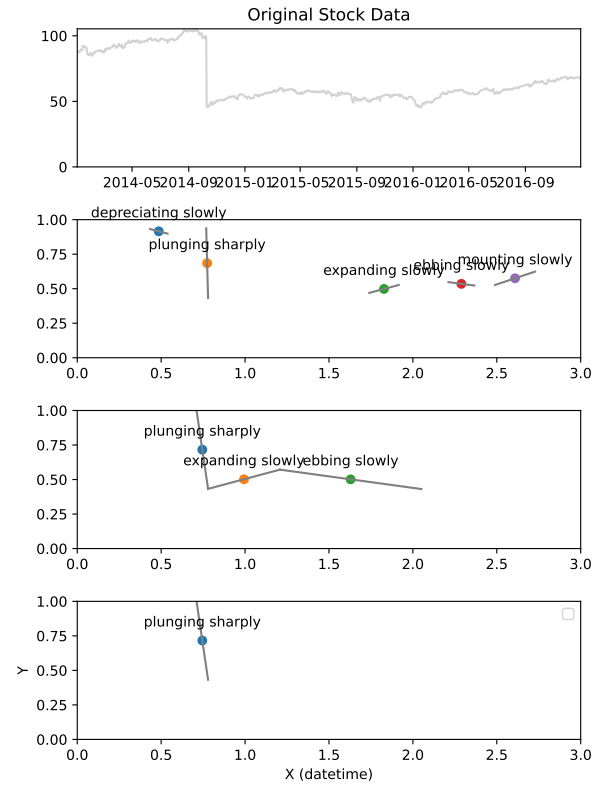 Original Stock Data
100
50
0
2014-05 2014-09 2015-01 2015-05 2015-09 2016-01 2016-05 2016-09
depreciating slowly
plunging sharply
expanding slowly
ebbing slowly
mounting slowly
1.00
0.75
0.50
0.25
0.00
0.0 0.5 1.0 1.5 2.0 2.5 3.0
plunging sharply
expanding slowly ebbing slowly
1.00
0.75
0.50
0.25
0.00
0.0 0.5 1.0 1.5 2.0 2.5 3.0
plunging sharply
1.00
0.75
0.50
0.25
0.00
Y
0.0 0.5 1.0 1.5 2.0 2.5 3.0
X (datetime)